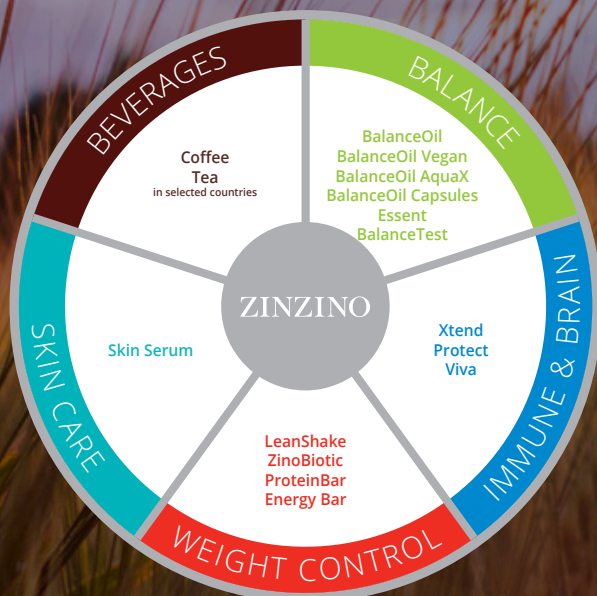 BEVERAGES
Coffee
Tea
in selected countries
BALANCE
BalanceOil
BalanceOil Vegan
BalanceOil AquaX
BalanceOil Capsules
Essent
BalanceTest
ZINZINO
SKIN CARE
Skin Serum
Xtend
Protect
Viva
IMMUNE & BRAIN
LeanShake
ZinoBiotic
ProteinBar
Energy Bar
WEIGHT CONTROL